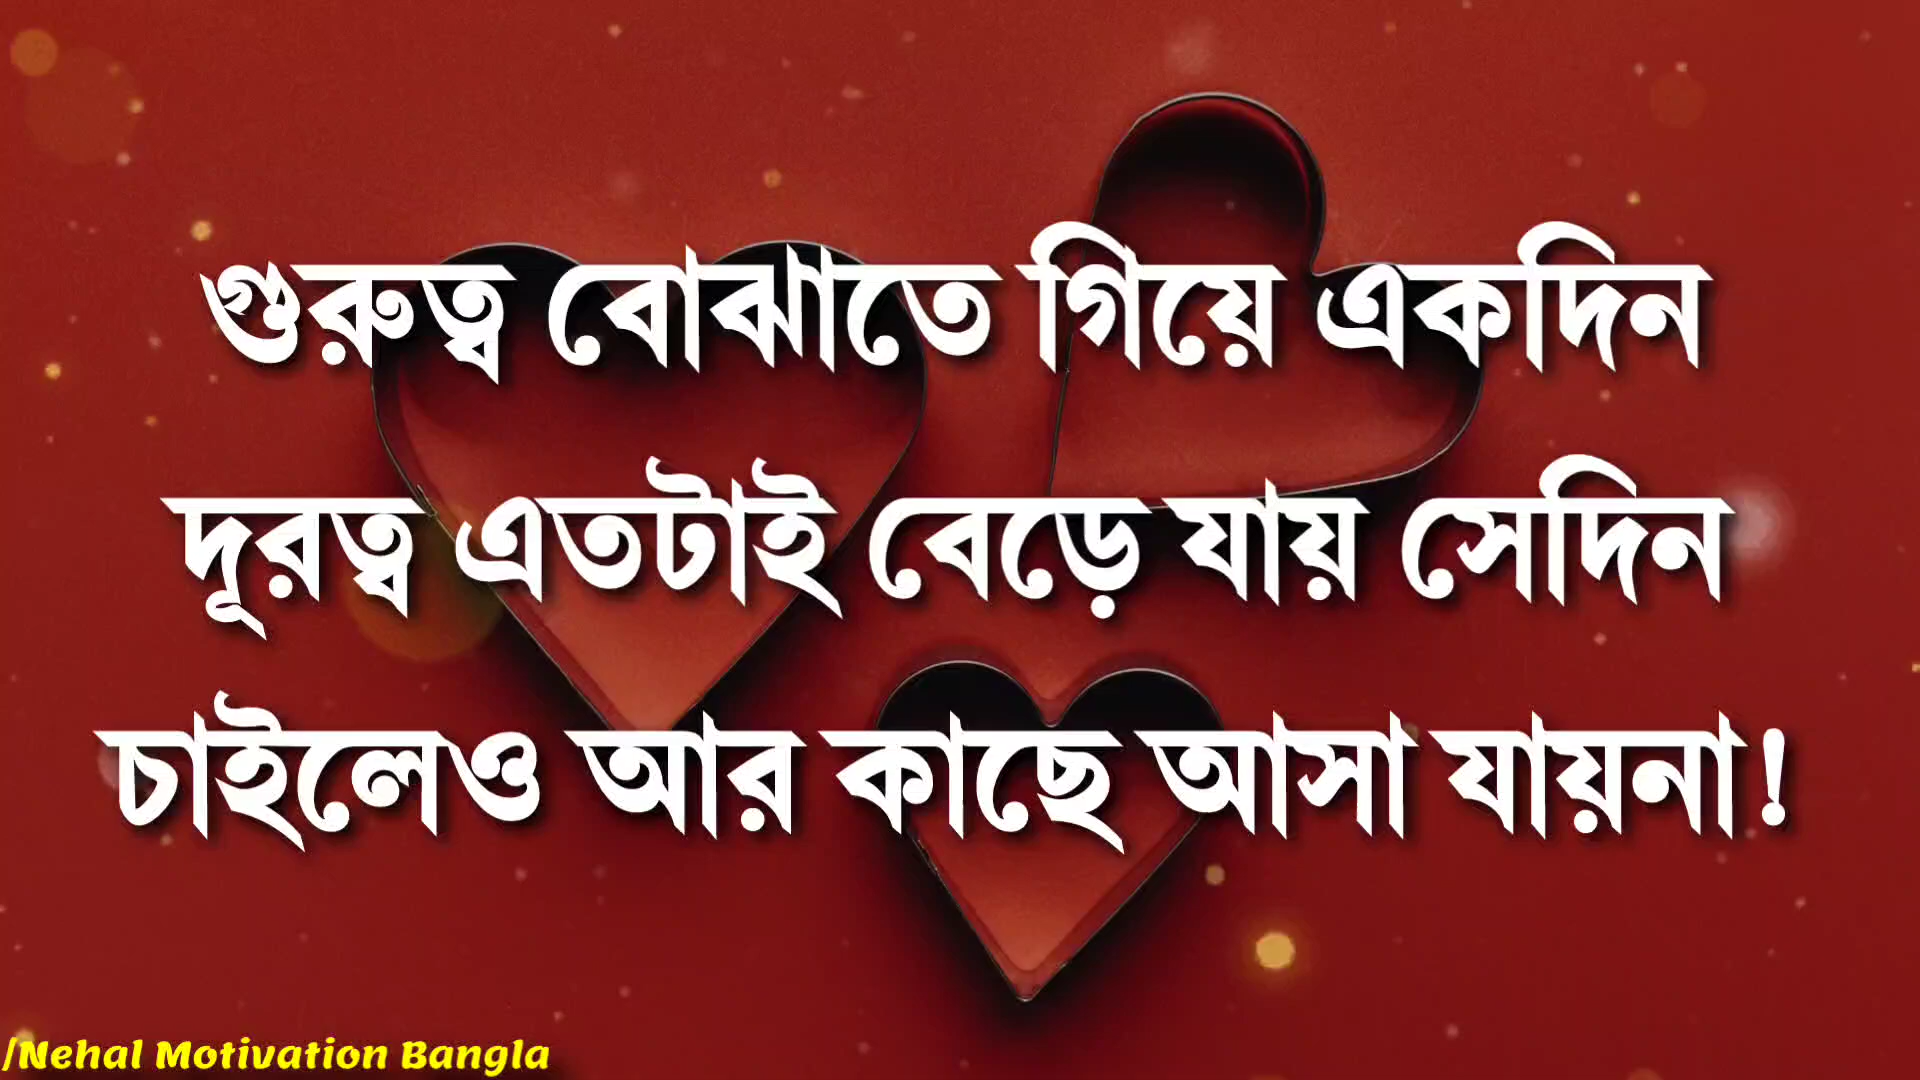 গুরুত্ব বোঝাতে গিয়ে একদিন
দূরত্ব এতটাই বেড়ে যায় সেদিন
চাইলেও আর কাছে আসা যায়না!
/Nehal Motivation Bangla